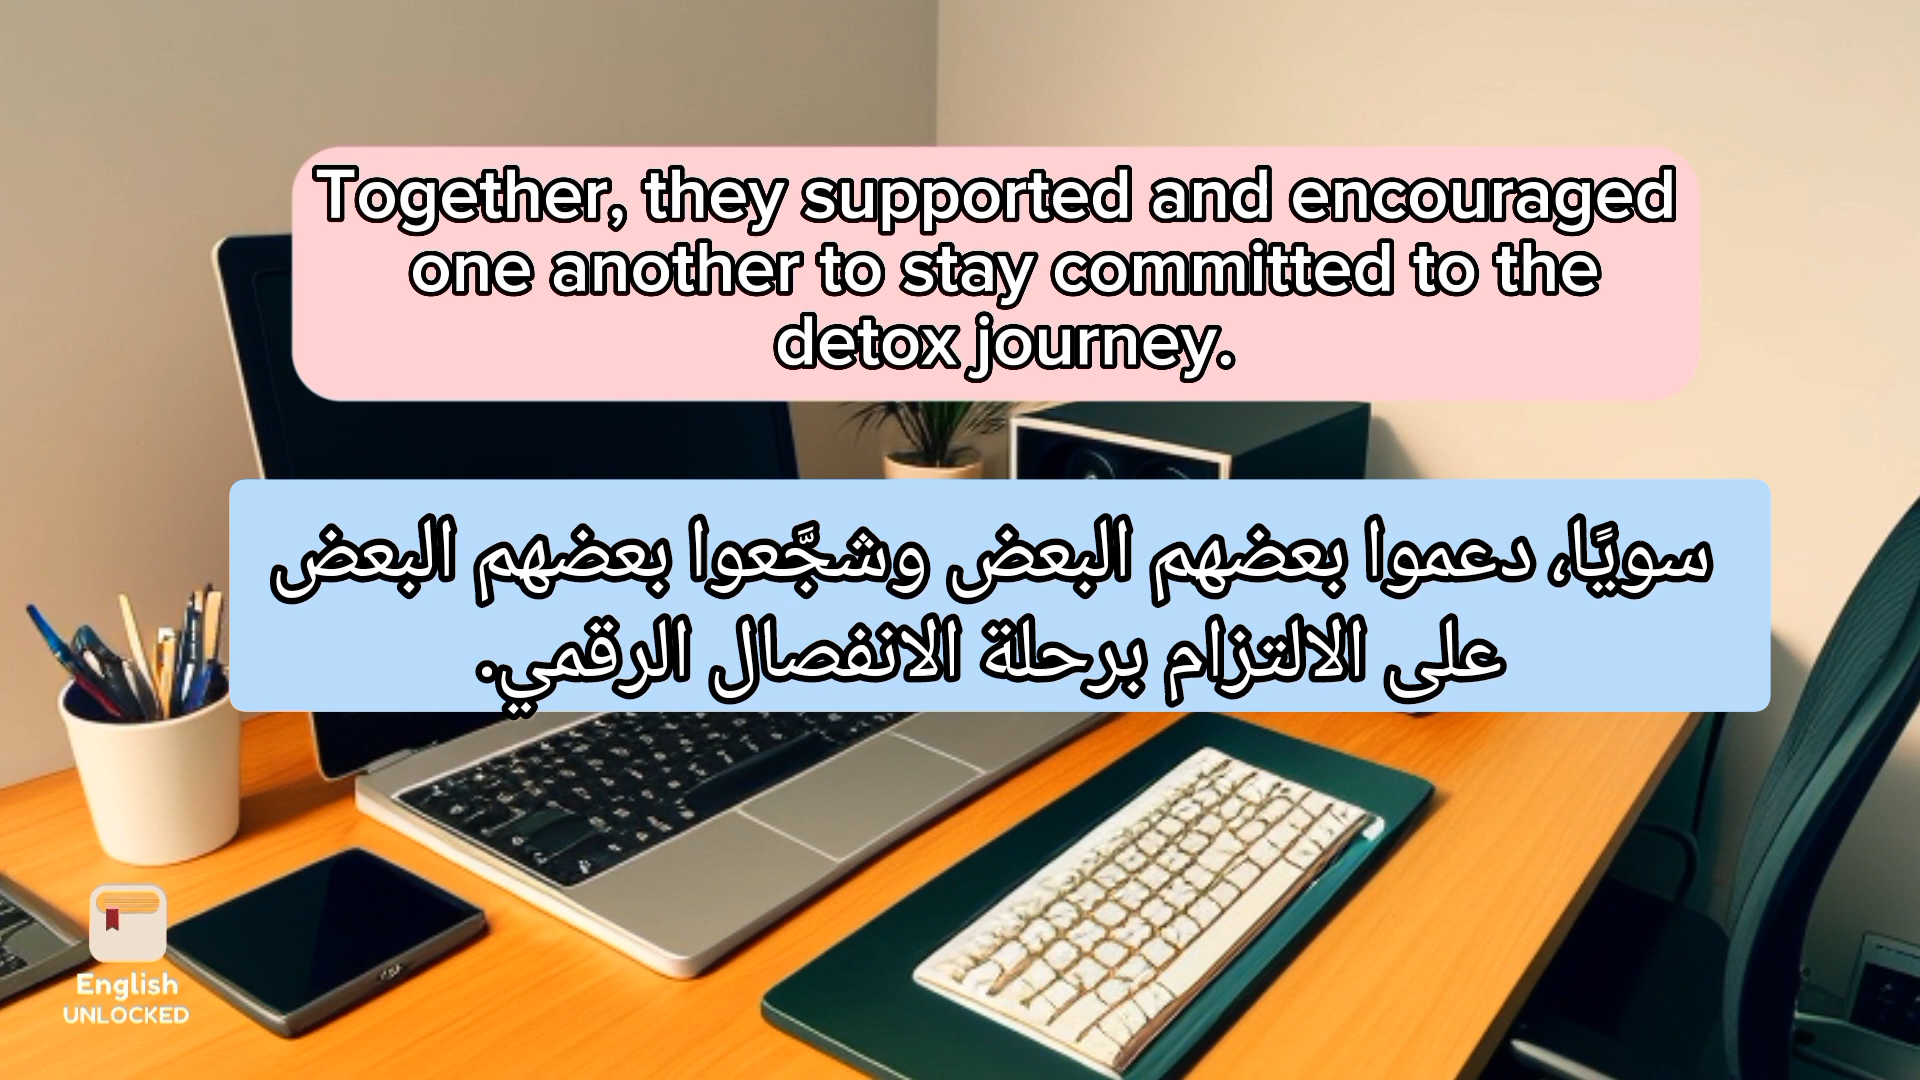 Together, they supported and encouraged
one another to stay committed to the
detox journey.
سويًا، دعموا بعضهم البعض وشجَّعوا بعضهم البعض
على الالتزام برحلة الانفصال الرقمي.
English
UNLOCKED